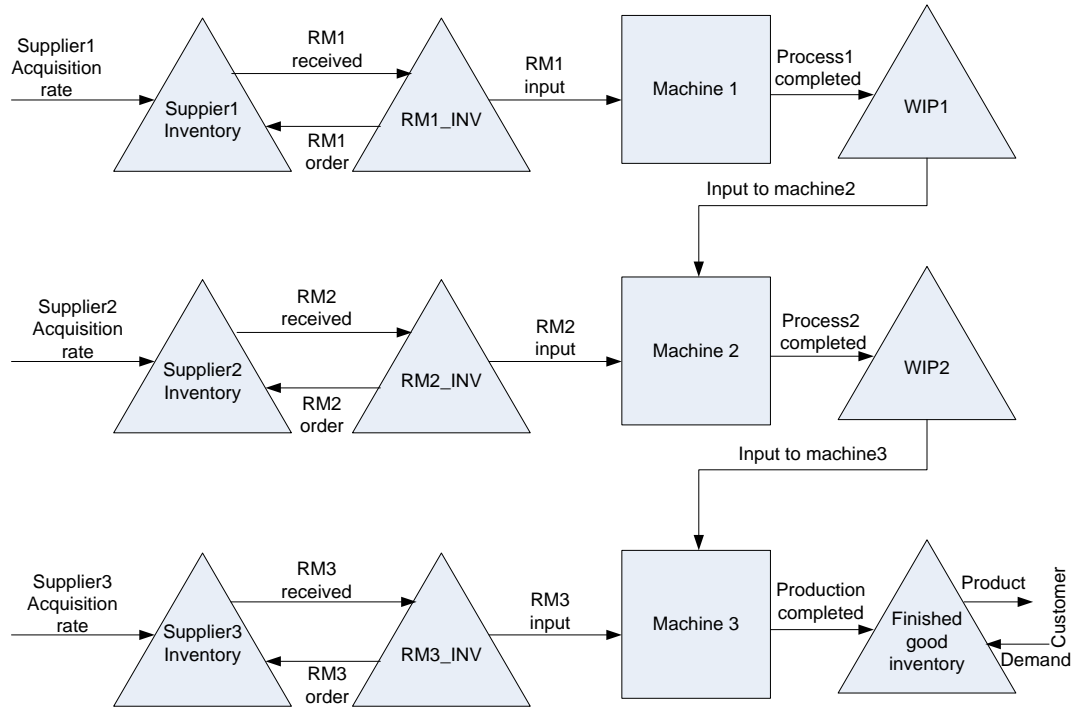 Supplier1
Acquisition
rate
Suppier1
Inventory
RM1
received
RM1
order
RM1_INV
RM1
input
Machine 1
Process1
completed
WIP1
Input to machine2
Supplier2
Acquisition
rate
Supplier2
Inventory
RM2
received
RM2
order
RM2_INV
RM2
input
Machine 2
Process2
completed
WIP2
Input to machine3
Supplier3
Acquisition
rate
Supplier3
Inventory
RM3
received
RM3
order
RM3_INV
RM3
input
Machine 3
Production
completed
Finished
good
inventory
Product
Demand
Customer